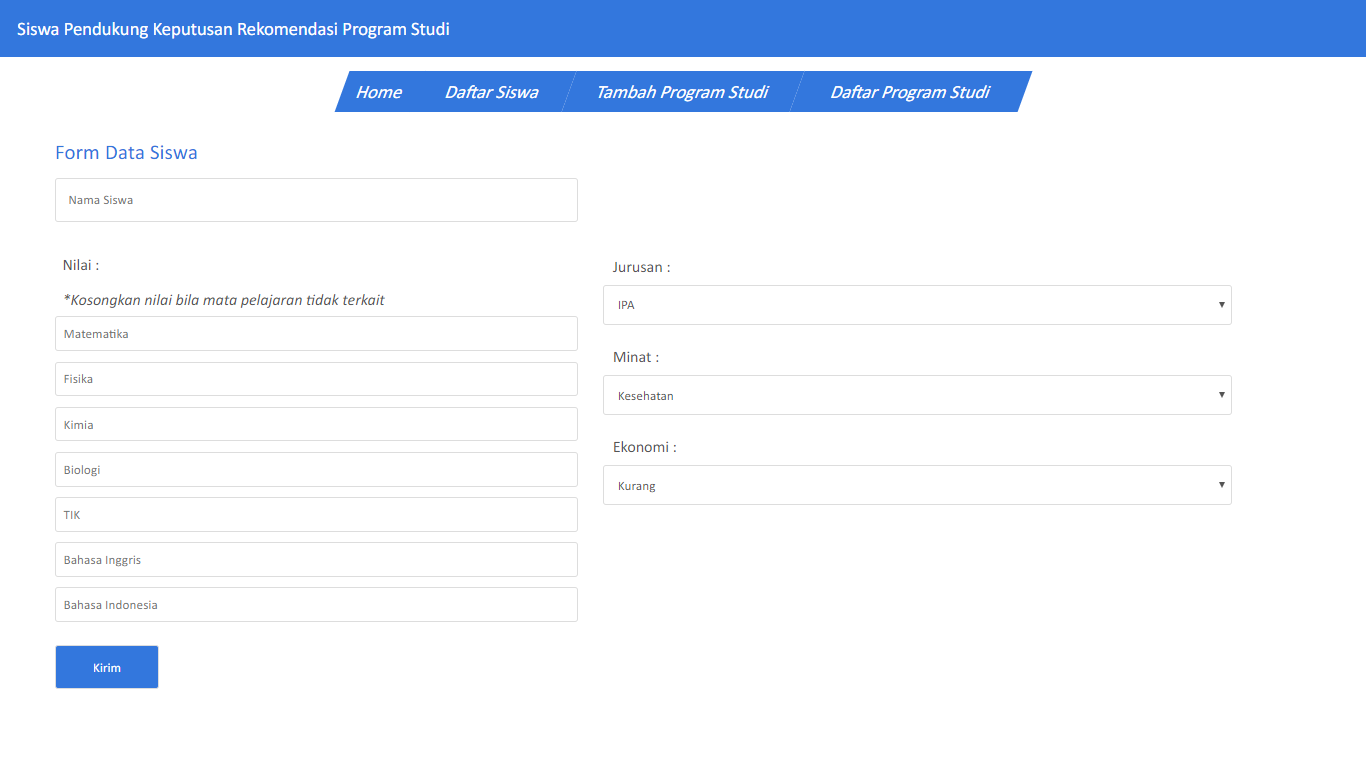 Siswa Pendukung Keputusan Rekomendasi Program Studi
Home Daftar Siswa Tambah Program Studi Daftar Program Studi
Form Data Siswa
Nama Siswa
Nilai :
*Kosongkan nilai bila mata pelajaran tidak terkait
Matematika
Fisika
Kimia
Biologi
TIK
Bahasa Inggris
Bahasa Indonesia
Kirim
Jurusan :
IPA
Minat :
Kesehatan
Ekonomi :
Kurang